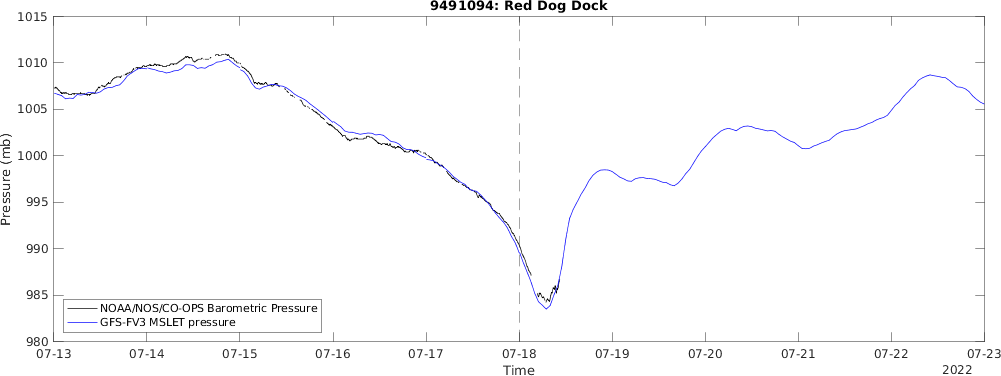 9491094: Red Dog Dock
Pressure (mb)
1015
1010
1005
1000
995
990
985
980
NOAA/NOS/CO-OPS Barometric Pressure
GFS-FV3 MSLET pressure
07-13 07-14 07-15 07-16 07-17 07-18 07-19 07-20 07-21 07-22 07-23
Time
2022